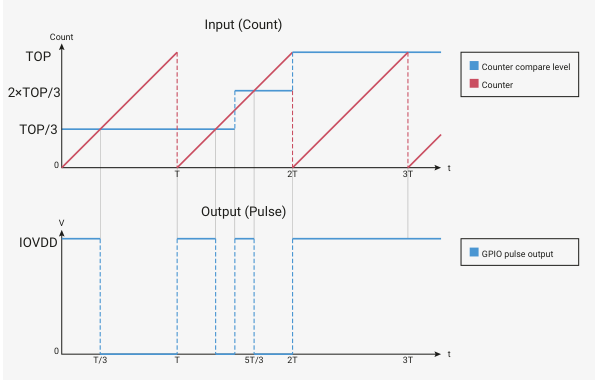 Input (Count)
Count
TOP
2×TOP/3
TOP/3
0
T
2T
3T
t
Counter compare level
Counter
Output (Pulse)
V
IOVDD
0
T/3
T
5T/3
2T
3T
t
GPIO pulse output